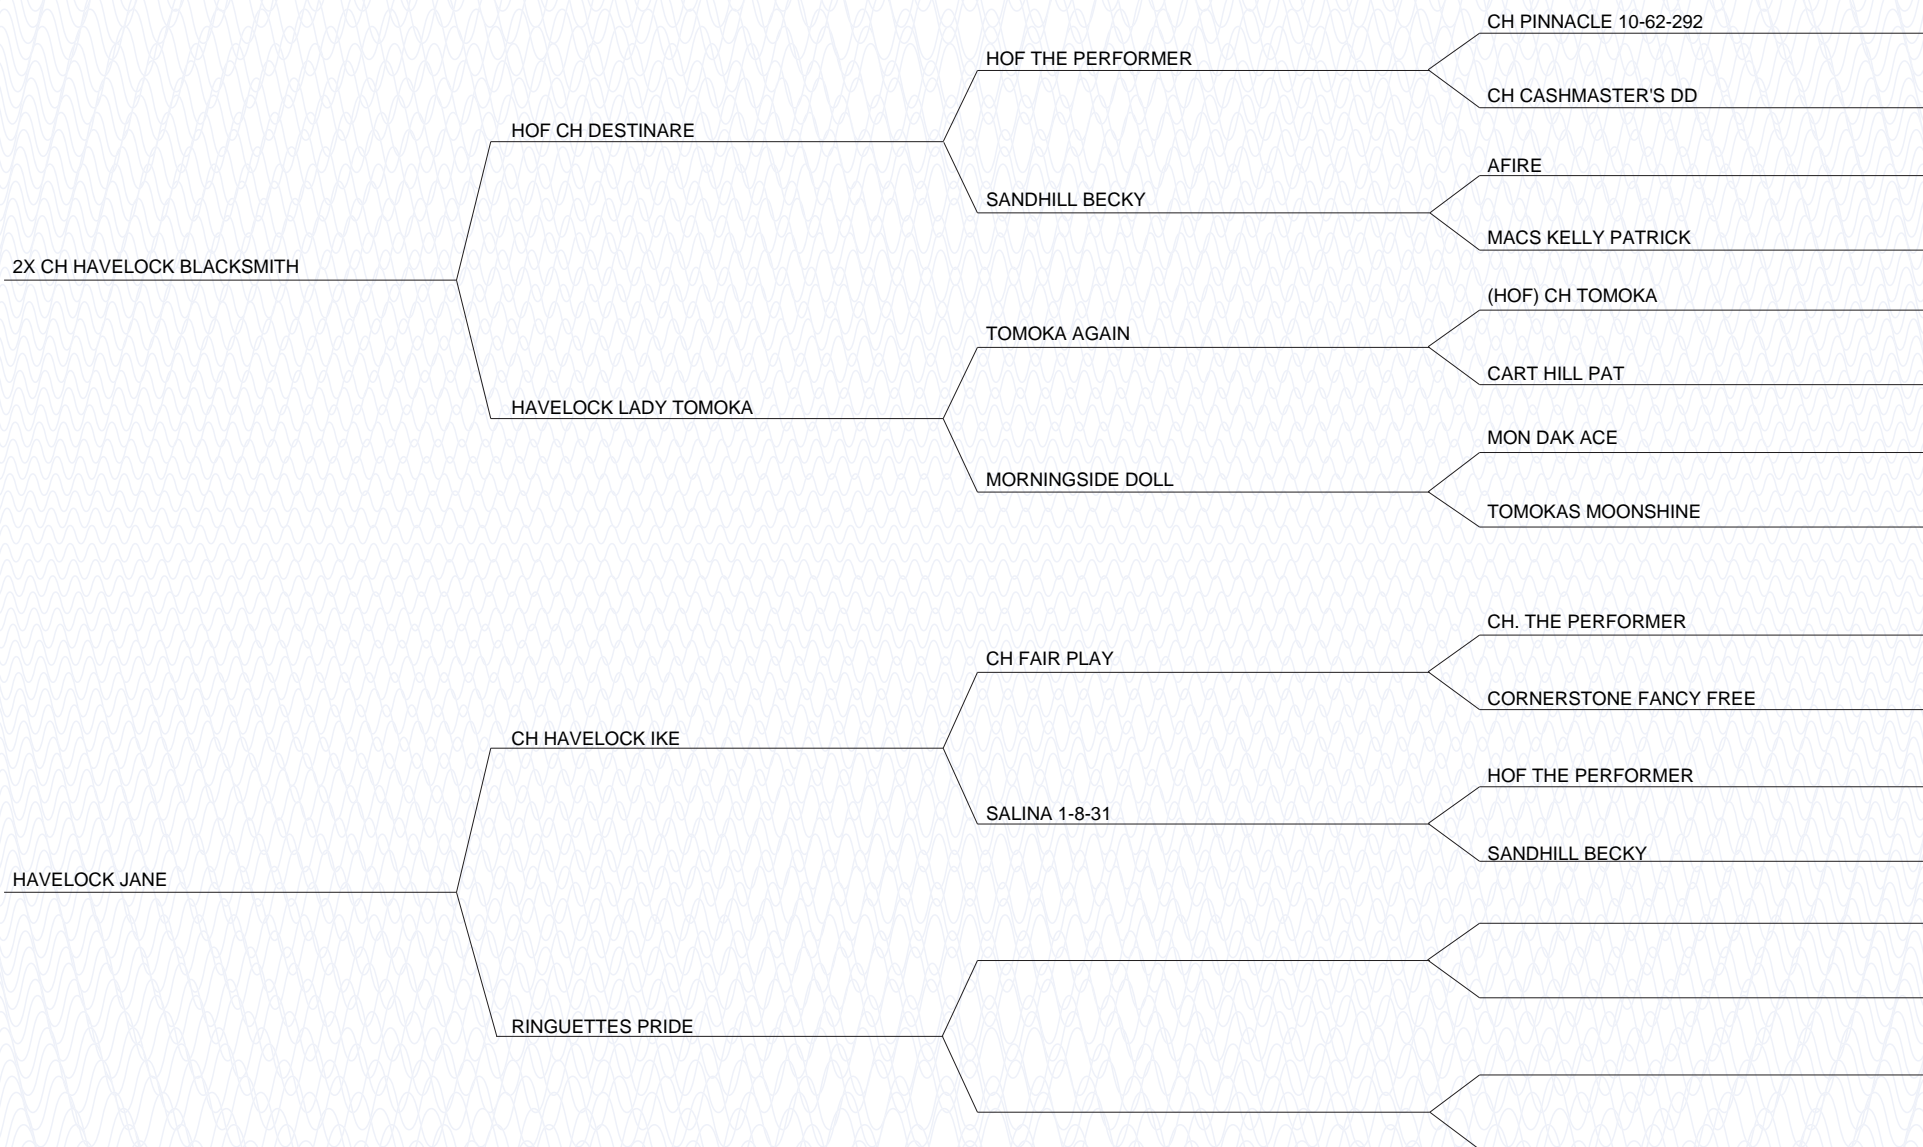 CH PINNACLE 10-62-292
HOF THE PERFORMER
CH CASHMASTER'S DD
HOF CH DESTINARE
AFIRE
SANDHILL BECKY
MACS KELLY PATRICK
2X CH HAVELOCK BLACKSMITH
(HOF) CH TOMOKA
TOMOKA AGAIN
CART HILL PAT
HAVELOCK LADY TOMOKA
MON DAK ACE
MORNINGSIDE DOLL
TOMOKAS MOONSHINE
CH. THE PERFORMER
CH FAIR PLAY
CORNERSTONE FANCY FREE
CH HAVELOCK IKE
HOF THE PERFORMER
SALINA 1-8-31
SANDHILL BECKY
HAVELOCK JANE
RINGUETTES PRIDE